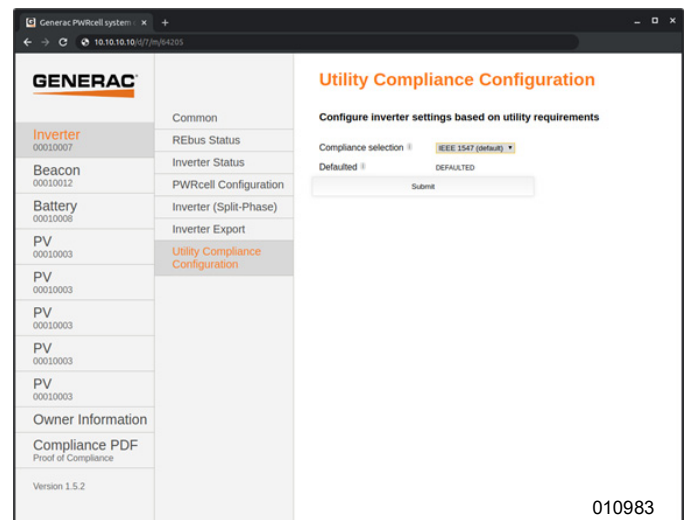 Generac PWRcell system
10.10.10.10/d/7/m/64205
GENERAC
Inverter
00010007
Beacon
00010012
Battery
00010008
PV
00010003
PV
00010003
PV
00010003
PV
00010003
PV
00010003
Owner Information
Compliance PDF
Proof of Compliance
Version 1.5.2
Common
REbus Status
Inverter Status
PWRcell Configuration
Inverter (Split-Phase)
Inverter Export
Utility Compliance
Configuration
Utility Compliance Configuration
Configure inverter settings based on utility requirements
Compliance selection IEEE 1547 (default)
Defaulted DEFAULTED
Submit
010983